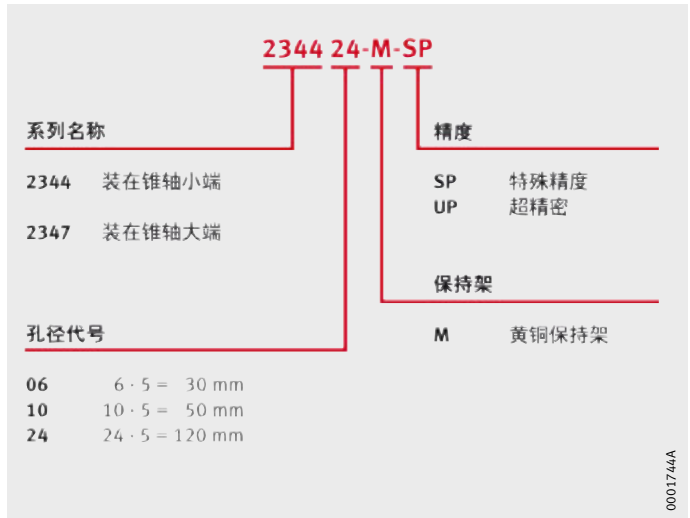 2344 24-M-SP
系列名称
2344 装在锥轴小端
2347 装在锥轴大端
孔径代号
06 6 · 5 = 30 mm
10 10 · 5 = 50 mm
24 24 · 5 = 120 mm
精度
SP 特殊精度
UP 超精密
保持架
M 黄铜保持架
0001744A